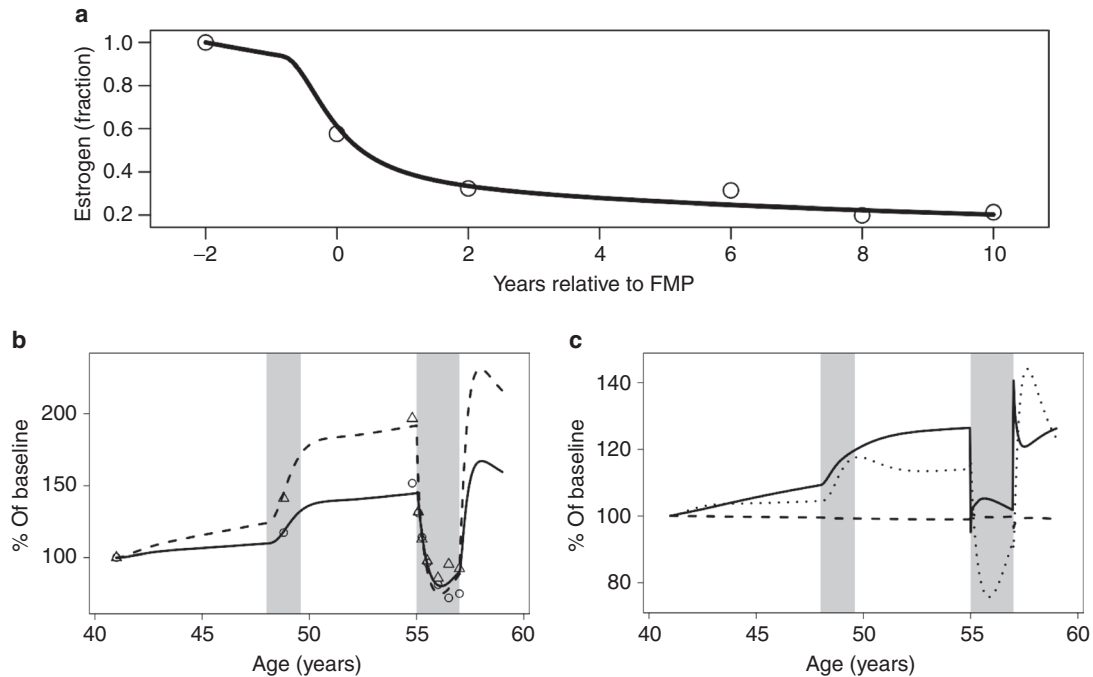 a
Estrogen (fraction)
1.0
0.8
0.6
0.4
0.2
−2 0 2 4 6 8 10
Years relative to FMP
b
% Of baseline
200
150
100
40 45 50 55 60
Age (years)
c
% Of baseline
140
120
100
80
40 45 50 55 60
Age (years)